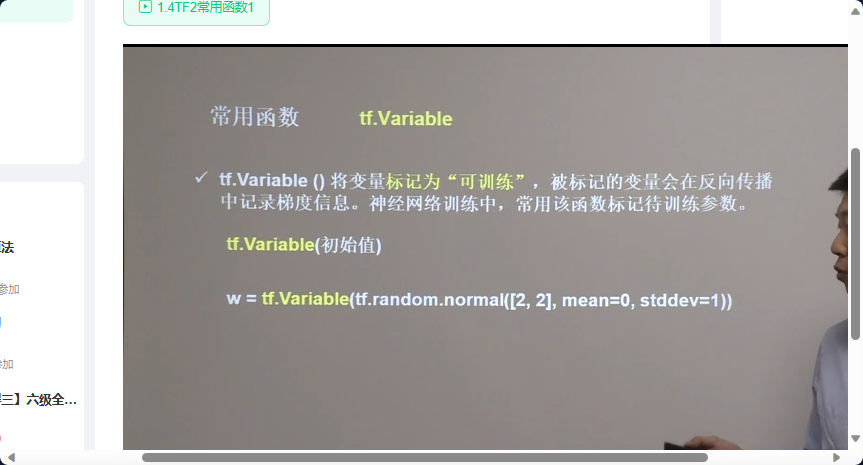 1.4TF2常用函数1
常用函数 tf.Variable
✓ tf.Variable () 将变量标记为“可训练”，被标记的变量会在反向传播
中记录梯度信息。神经网络训练中，常用该函数标记待训练参数。
tf.Variable(初始值)
w = tf.Variable(tf.random.normal([2, 2], mean=0, stddev=1))
法
参加
参加
三】六级全...